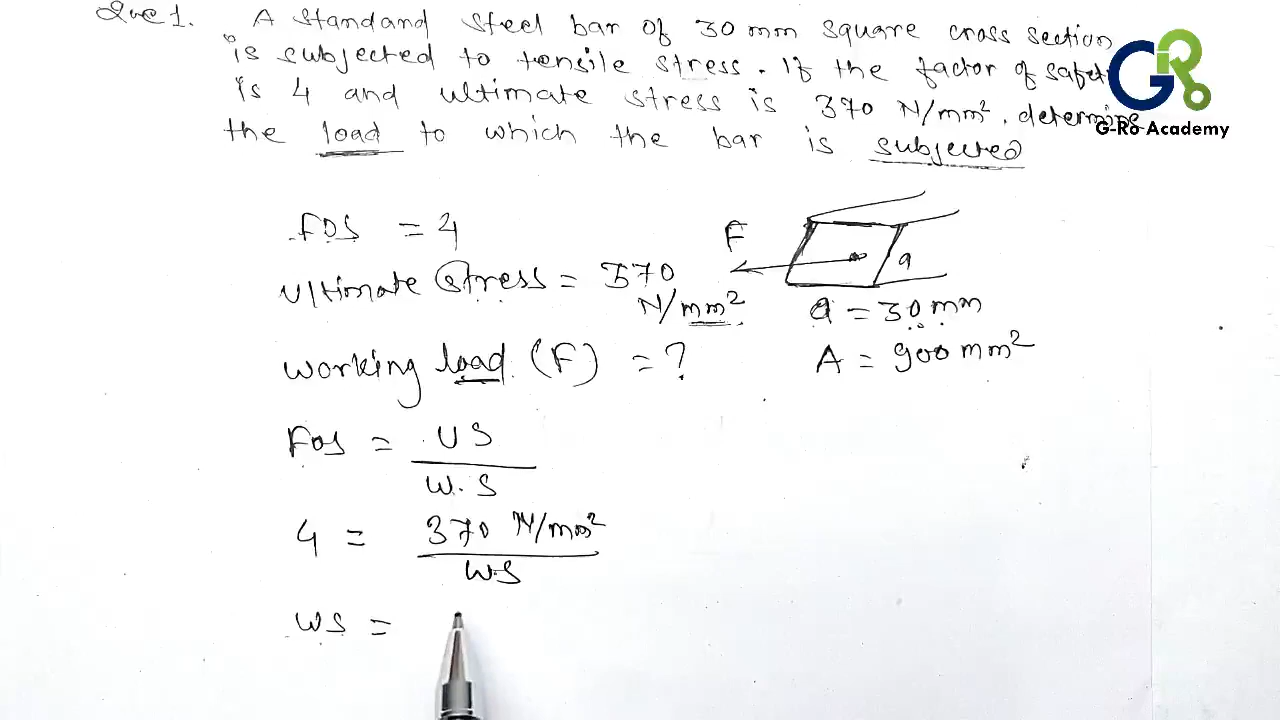 Que 1. A standard steel bar of 30 mm square cross section
is subjected to tensile stress. If the factor of safety
is 4 and ultimate stress is 370 N/mm². determine
the load to which the bar is subjected
G-Ro Academy
FOS = 4
Ultimate stress = 370
N/mm²
working load (F) = ?
F
a
a = 30 mm
A = 900 mm²
FOS = US
W.S
4 = 370 N/mm²
WS
WS =